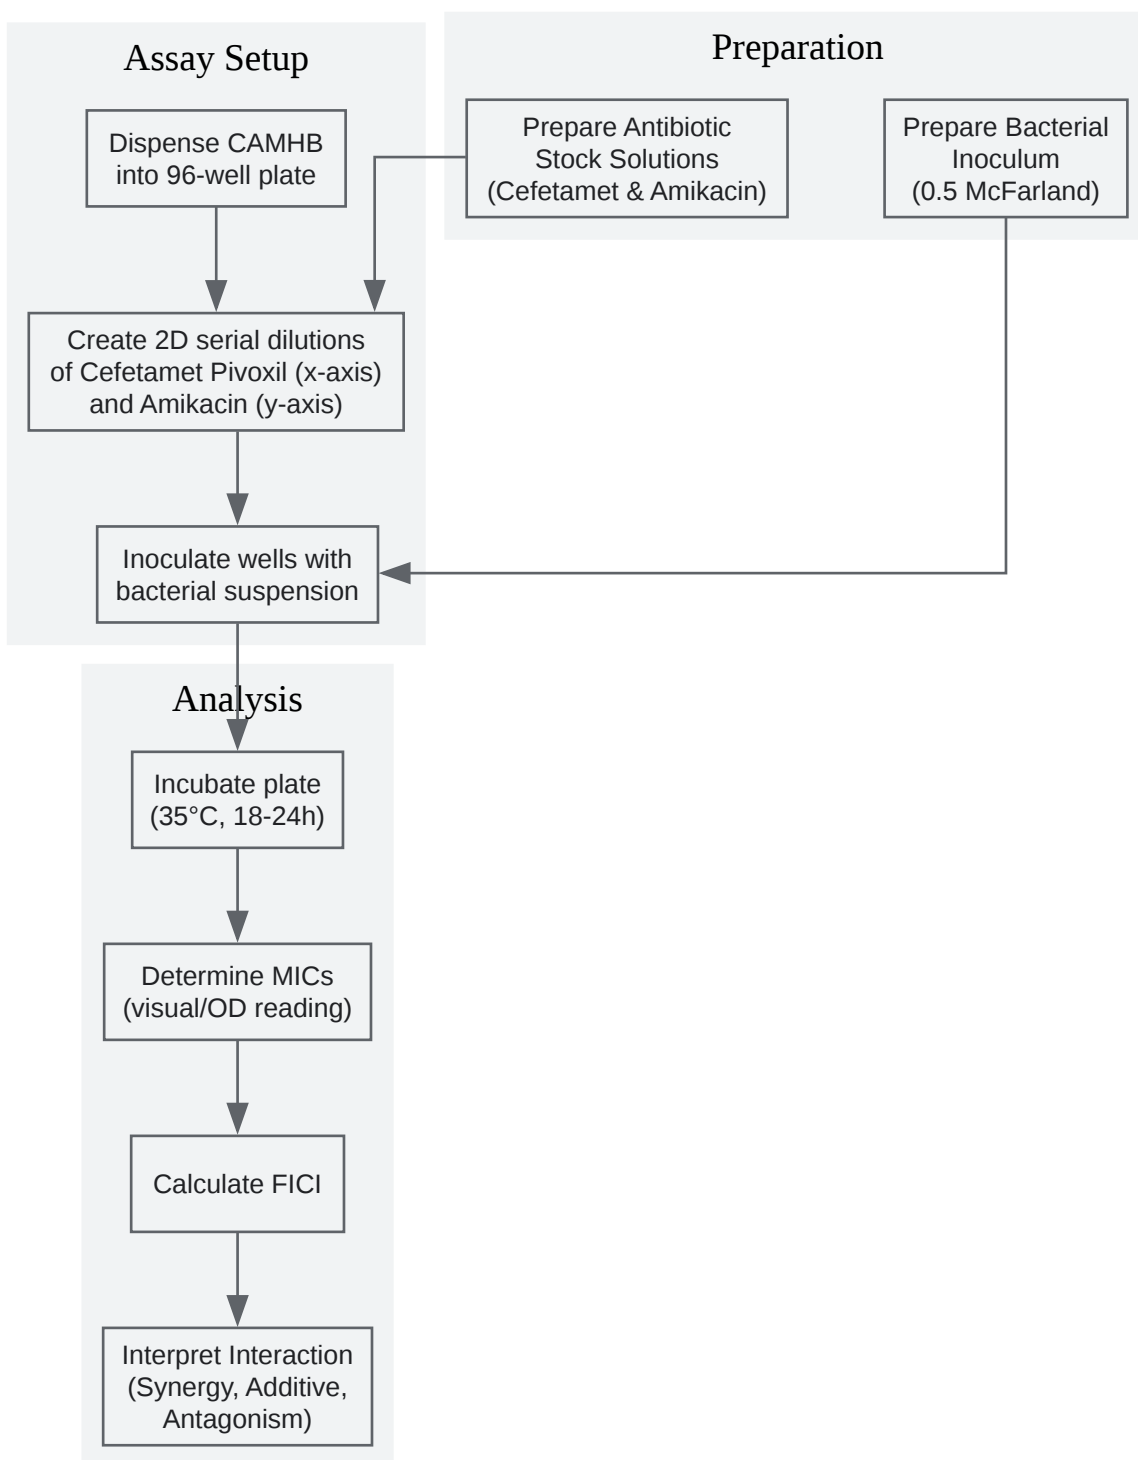 Assay Setup
Dispense CAMHB
into 96-well plate
Preparation
Prepare Antibiotic
Stock Solutions
(Cefetamet & Amikacin)
Prepare Bacterial
Inoculum
(0.5 McFarland)
Create 2D serial dilutions
of Cefetamet Pivoxil (x-axis)
and Amikacin (y-axis)
Inoculate wells with
bacterial suspension
Analysis
Incubate plate
(35°C, 18-24h)
Determine MICs
(visual/OD reading)
Calculate FICI
Interpret Interaction
(Synergy, Additive,
Antagonism)